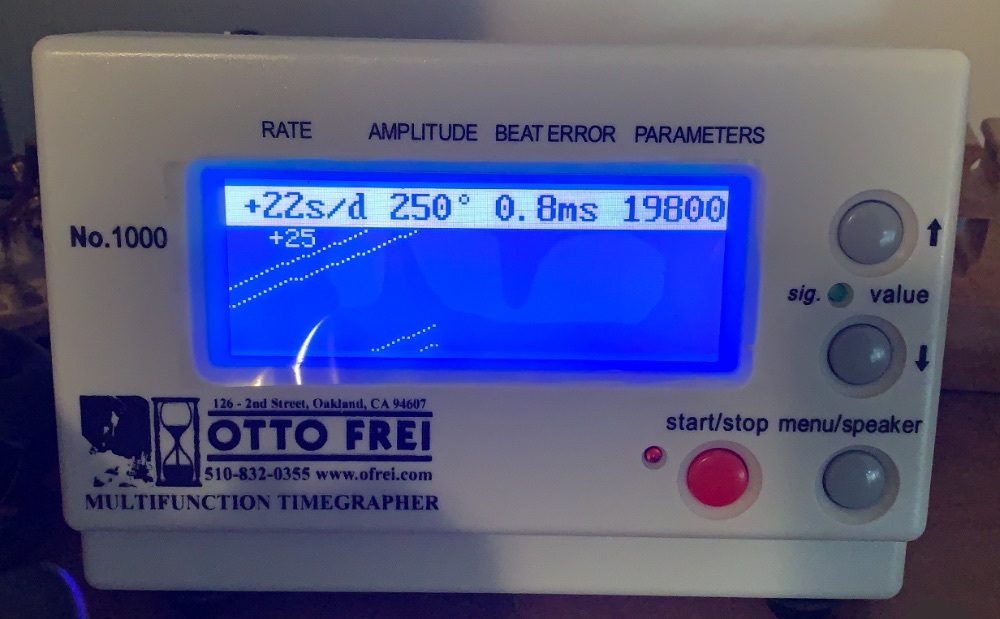 RATE AMPLITUDE BEAT ERROR PARAMETERS
+22s/d 250° 0.8ms 19800
+25
No.1000
sig. value
start/stop menu/speaker
126 - 2nd Street, Oakland, CA 94607
OTTO FREI
510-832-0355 www.ofrei.com
MULTIFUNCTION TIMEGRAPHER